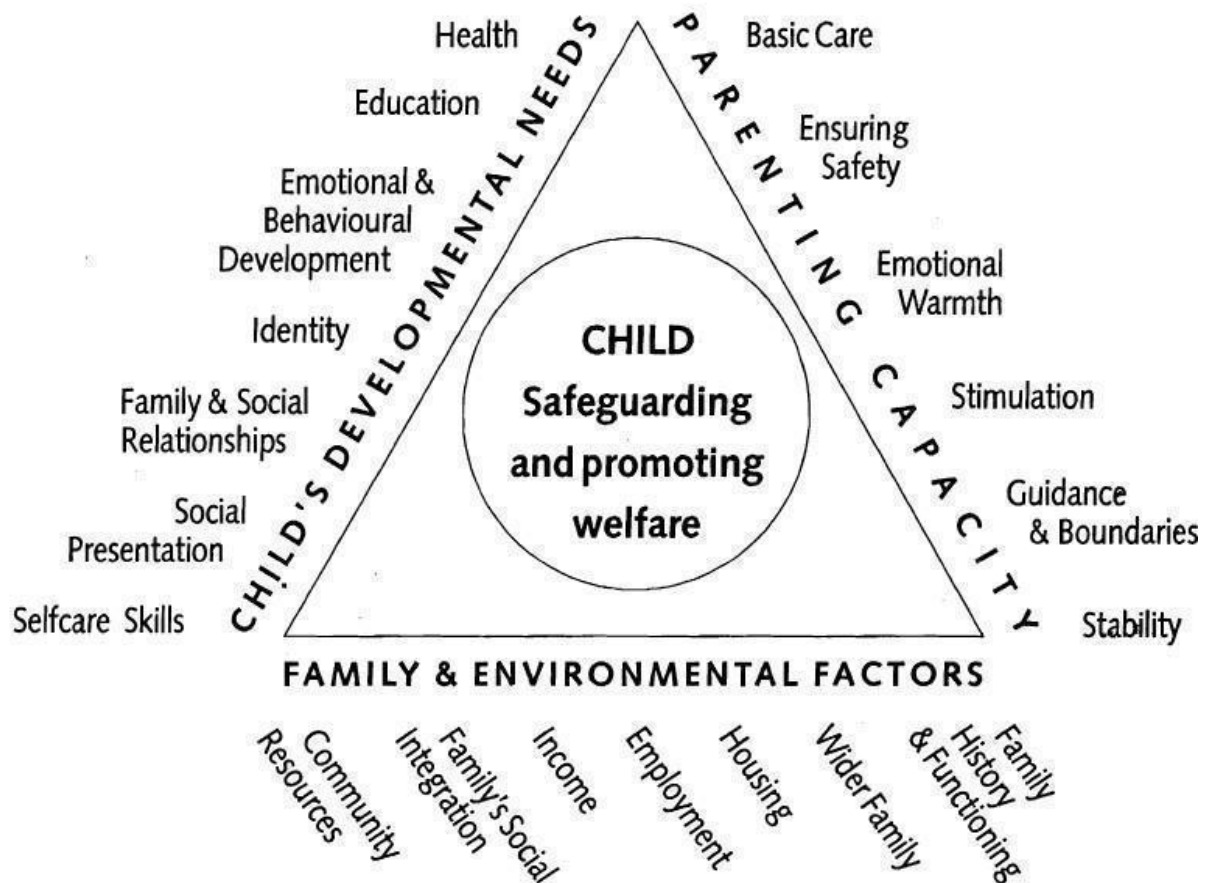 CHILD'S DEVELOPMENTAL NEEDS
Health
Education
Emotional &
Behavioural
Development
Identity
Family & Social
Relationships
Social
Presentation
Selfcare Skills
PARENTING CAPACITY
Basic Care
Ensuring
Safety
Emotional
Warmth
Stimulation
Guidance
& Boundaries
Stability
CHILD
Safeguarding
and promoting
welfare
FAMILY & ENVIRONMENTAL FACTORS
Community
Resources
Family's Social
Integration
Income
Employment
Housing
Wider Family
Family
History
& Functioning